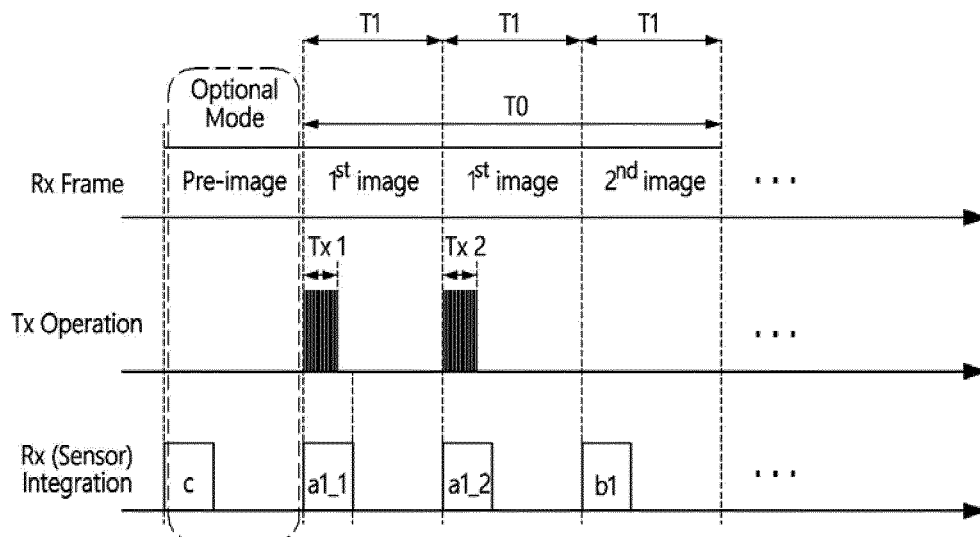 T1 T1 T1
Optional
Mode
T0
Rx Frame Pre-image 1st image 1st image 2nd image ...
Tx 1 Tx 2
Tx Operation ...
Rx (Sensor)
Integration c a1_1 a1_2 b1 ...